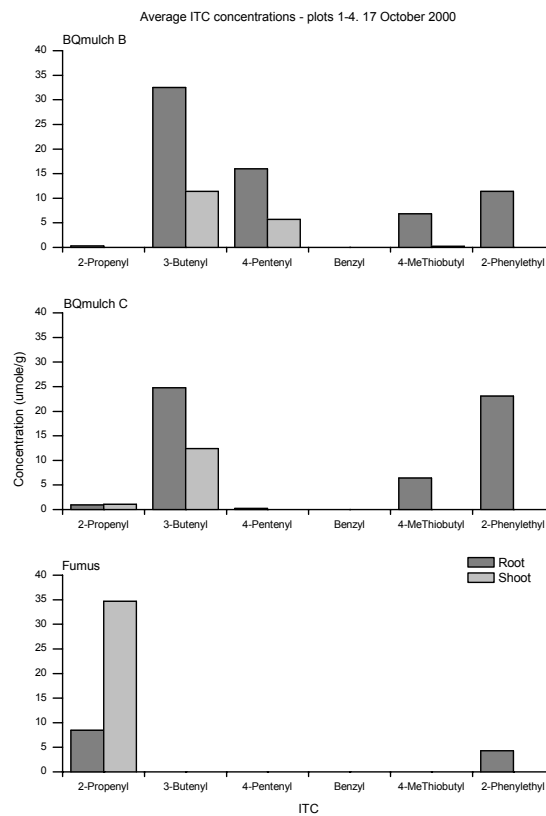 Average ITC concentrations - plots 1-4. 17 October 2000
BQmulch B
40
35
30
25
20
15
10
5
0
2-Propenyl 3-Butenyl 4-Pentenyl Benzyl 4-MeThiobutyl 2-Phenylethyl
BQmulch C
Concentration (umole/g)
40
35
30
25
20
15
10
5
0
2-Propenyl 3-Butenyl 4-Pentenyl Benzyl 4-MeThiobutyl 2-Phenylethyl
Fumus
Root
Shoot
40
35
30
25
20
15
10
5
0
2-Propenyl 3-Butenyl 4-Pentenyl Benzyl 4-MeThiobutyl 2-Phenylethyl
ITC